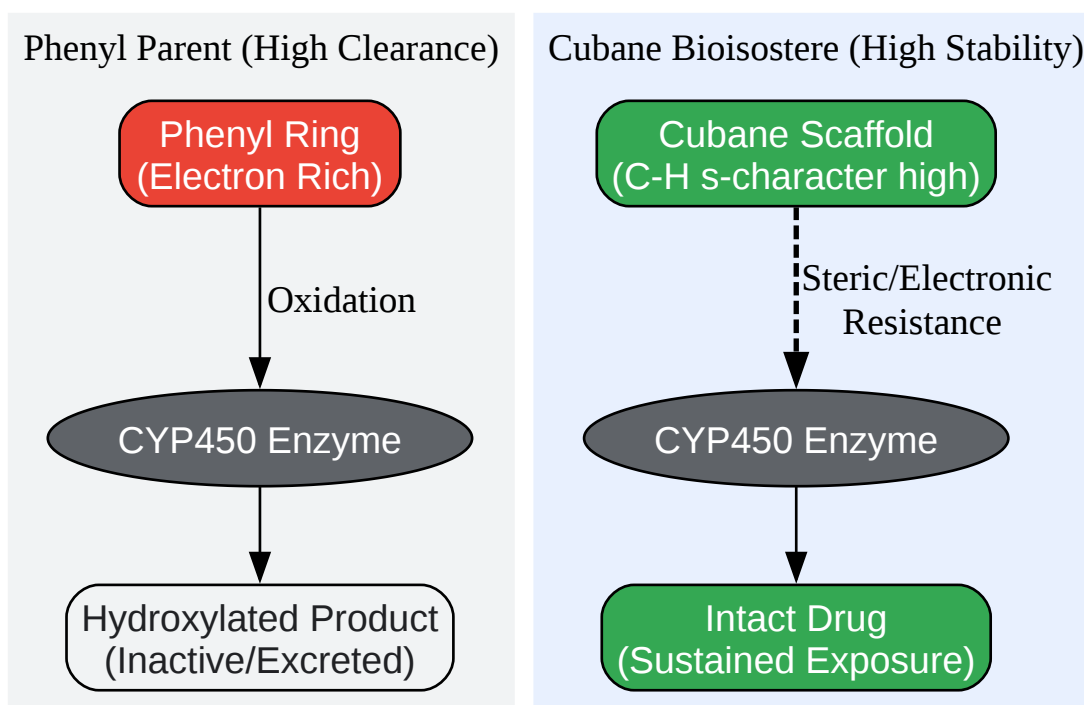 Phenyl Parent (High Clearance)
Phenyl Ring
(Electron Rich)
Oxidation
CYP450 Enzyme
Hydroxylated Product
(Inactive/Excreted)
Cubane Bioisostere (High Stability)
Cubane Scaffold
(C-H s-character high)
Steric/Electronic
Resistance
CYP450 Enzyme
Intact Drug
(Sustained Exposure)